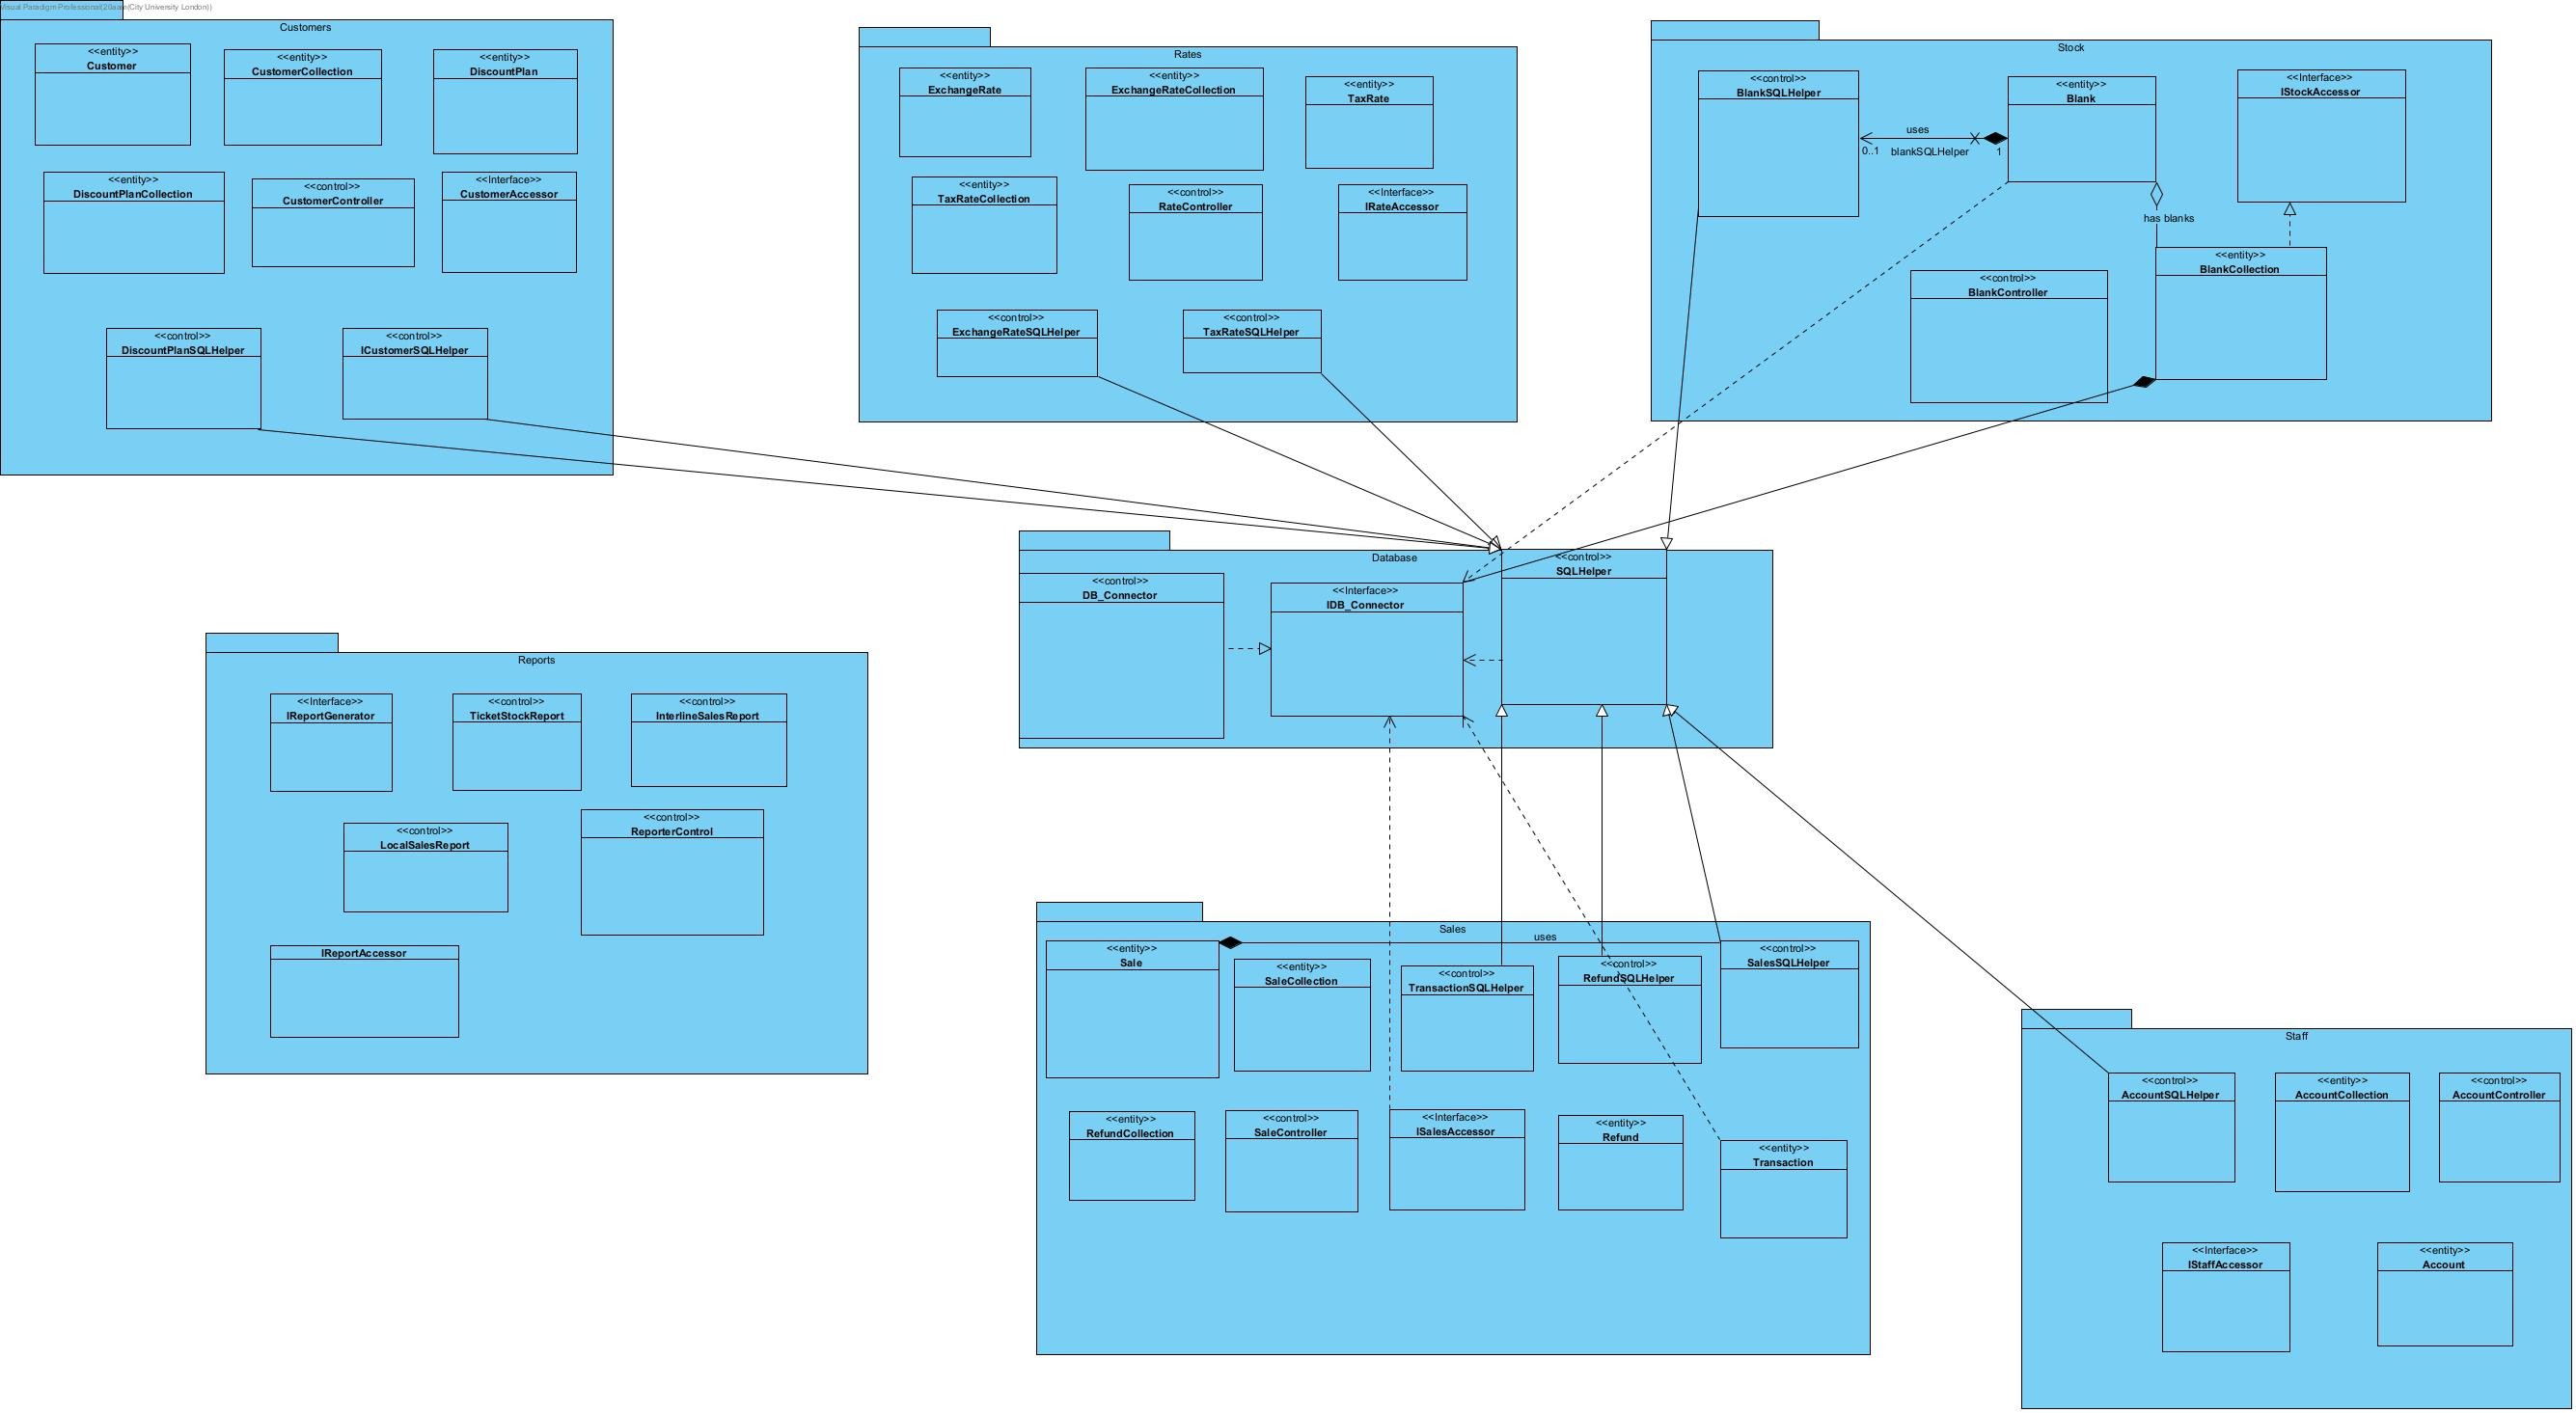 Visual Paradigm Professional(20aaan(City University London))
Customers
<<entity>>
Customer
<<entity>>
CustomerCollection
<<entity>>
DiscountPlan
<<entity>>
DiscountPlanCollection
<<control>>
CustomerController
<<Interface>>
CustomerAccessor
<<control>>
DiscountPlanSQLHelper
<<control>>
ICustomerSQLHelper
Rates
<<entity>>
ExchangeRate
<<entity>>
ExchangeRateCollection
<<entity>>
TaxRate
<<entity>>
TaxRateCollection
<<control>>
RateController
<<Interface>>
IRateAccessor
<<control>>
ExchangeRateSQLHelper
<<control>>
TaxRateSQLHelper
Stock
<<control>>
BlankSQLHelper
<<entity>>
Blank
<<Interface>>
IStockAccessor
uses
0..1
blankSQLHelper
1
has blanks
<<control>>
BlankController
<<entity>>
BlankCollection
Database
<<control>>
DB_Connector
<<Interface>>
IDB_Connector
<<control>>
SQLHelper
Reports
<<Interface>>
IReportGenerator
<<control>>
TicketStockReport
<<control>>
InterlineSalesReport
<<control>>
LocalSalesReport
<<control>>
ReporterControl
IReportAccessor
Sales
uses
<<entity>>
Sale
<<entity>>
SaleCollection
<<control>>
TransactionSQLHelper
<<control>>
RefundSQLHelper
<<control>>
SalesSQLHelper
<<entity>>
RefundCollection
<<control>>
SaleController
<<Interface>>
ISalesAccessor
<<entity>>
Refund
<<entity>>
Transaction
Staff
<<control>>
AccountSQLHelper
<<entity>>
AccountCollection
<<control>>
AccountController
<<Interface>>
IStaffAccessor
<<entity>>
Account